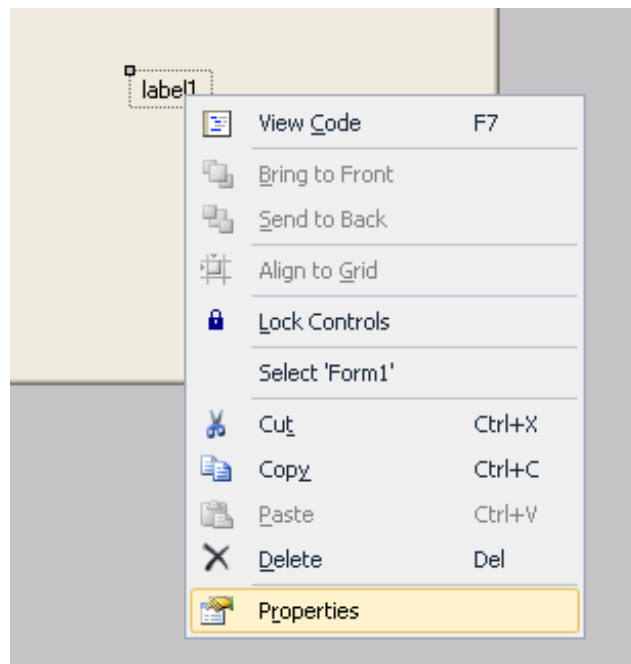 label1
View Code F7
Bring to Front
Send to Back
Align to Grid
Lock Controls
Select 'Form1'
Cut Ctrl+X
Copy Ctrl+C
Paste Ctrl+V
Delete Del
Properties